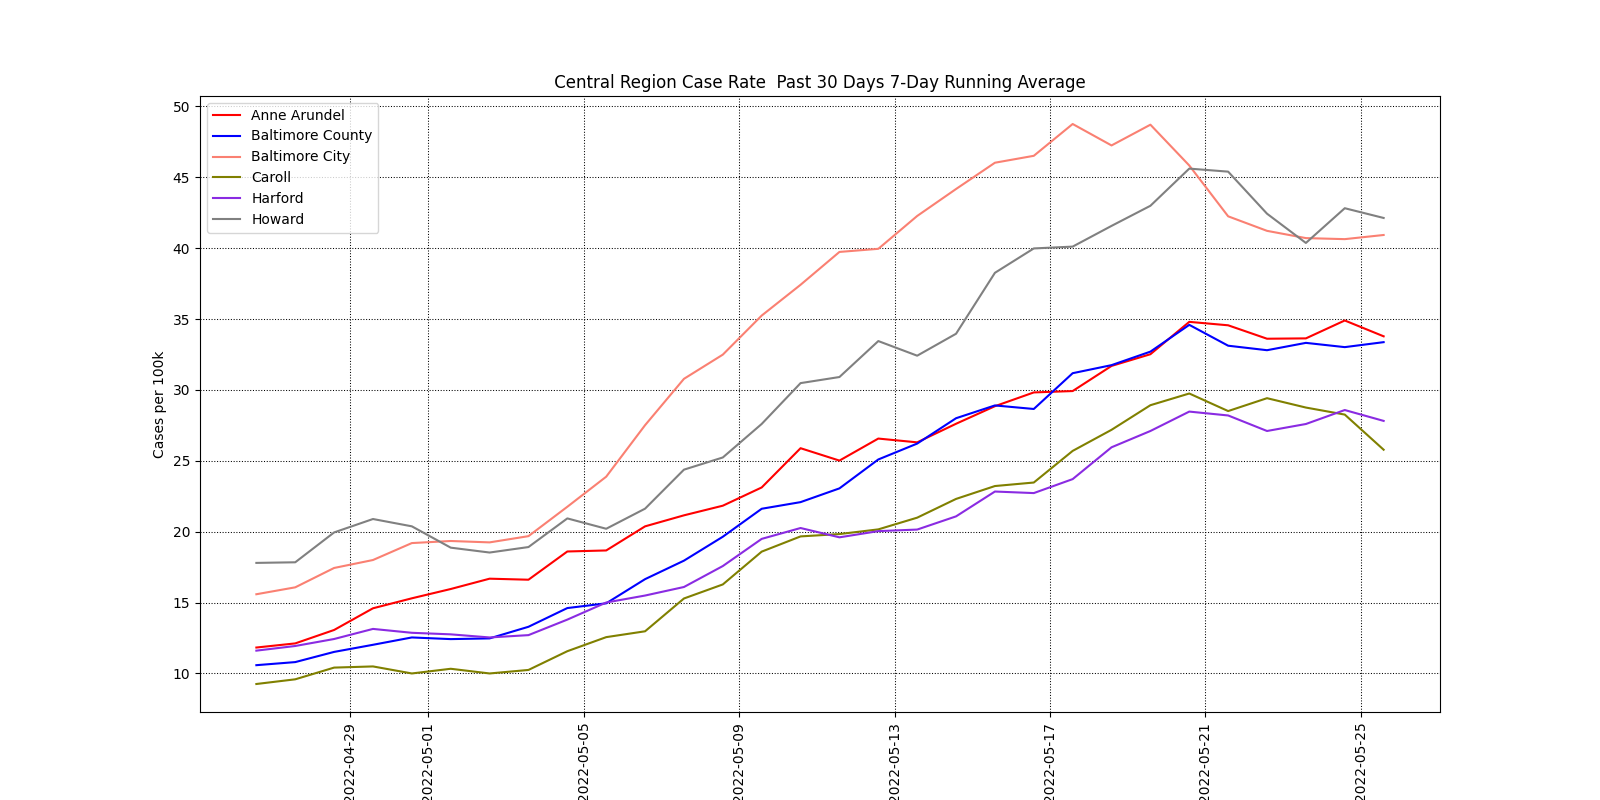 Central Region Case Rate  Past 30 Days 7-Day Running Average
50
45
40
35
30
25
20
15
10
Cases per 100k
Anne Arundel
Baltimore County
Baltimore City
Caroll
Harford
Howard
2022-04-29
2022-05-01
2022-05-05
2022-05-09
2022-05-13
2022-05-17
2022-05-21
2022-05-25